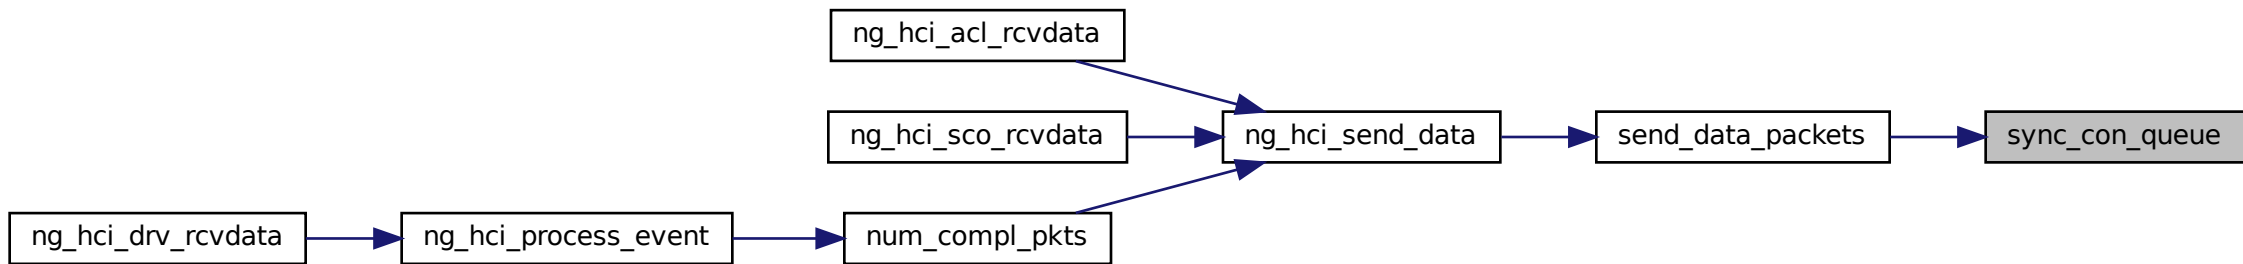 ng_hci_acl_rcvdata
ng_hci_sco_rcvdata
ng_hci_send_data
send_data_packets
sync_con_queue
ng_hci_drv_rcvdata
ng_hci_process_event
num_compl_pkts